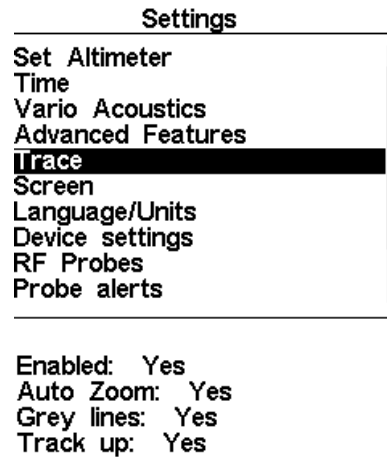 Settings
Set Altimeter
Time
Vario Acoustics
Advanced Features
Trace
Screen
Language/Units
Device settings
RF Probes
Probe alerts
Enabled: Yes
Auto Zoom: Yes
Grey lines: Yes
Track up: Yes